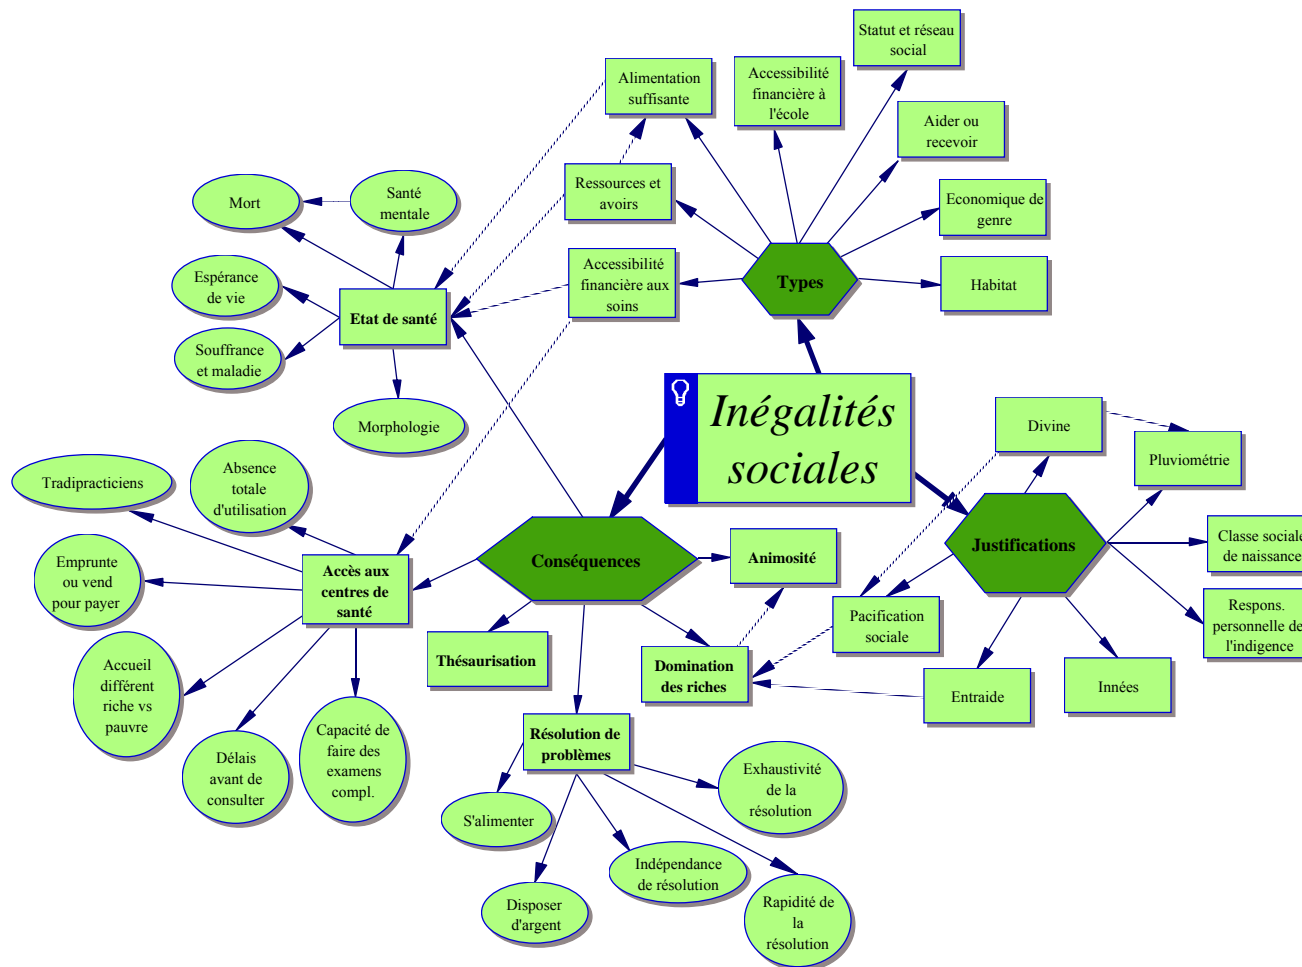 Statut et réseau
social
Alimentation
suffisante
Accessibilité
financière à
l'école
Aider ou
recevoir
Ressources et
avoirs
Economique de
genre
Accessibilité
financière aux
soins
Types
Habitat
Mort
Santé
mentale
Espérance
de vie
Etat de santé
Souffrance
et maladie
Morphologie
Inégalités
sociales
Divine
Pluviométrie
Justifications
Classe sociale
de naissance
Respons.
personnelle de
l'indigence
Pacification
sociale
Entraide
Innées
Tradipracticiens
Absence
totale
d'utilisation
Emprunte
ou vend
pour payer
Accès aux
centres de
santé
Conséquences
Animosité
Accueil
différent
riche vs
pauvre
Délais
avant de
consulter
Capacité de
faire des
examens
compl.
Thésaurisation
Domination
des riches
Résolution de
problèmes
S'alimenter
Disposer
d'argent
Indépendance
de résolution
Exhaustivité
de la
résolution
Rapidité de
la
résolution